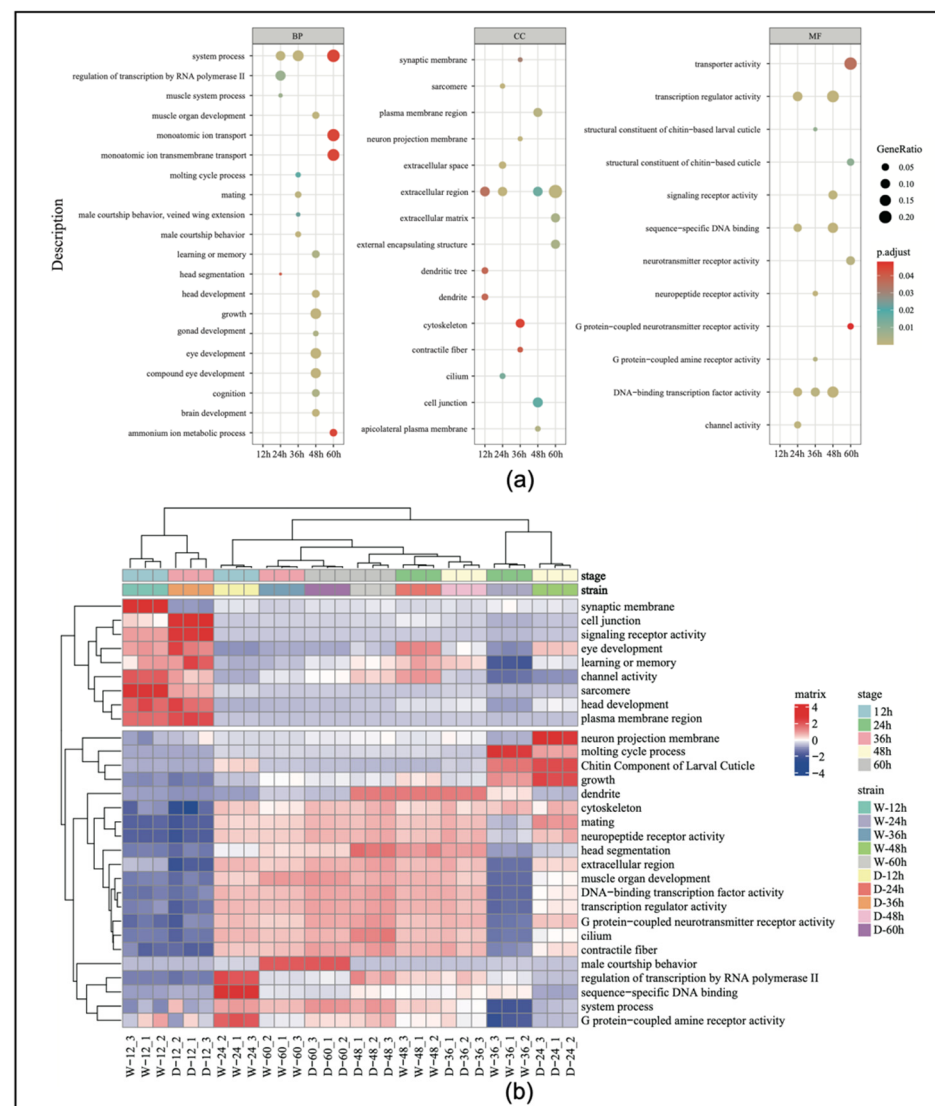 BP
system process
regulation of transcription by RNA polymerase II
muscle system process
muscle organ development
monoatomic ion transport
monoatomic ion transmembrane transport
molting cycle process
mating
male courtship behavior, veined wing extension
male courtship behavior
learning or memory
head segmentation
head development
growth
gonad development
eye development
compound eye development
cognition
brain development
ammonium ion metabolic process
12h 24h 36h 48h 60h
Description
CC
synaptic membrane
sarcomere
plasma membrane region
neuron projection membrane
extracellular space
extracellular region
extracellular matrix
external encapsulating structure
dendritic tree
dendrite
cytoskeleton
contractile fiber
cilium
cell junction
apicolateral plasma membrane
12h 24h 36h 48h 60h
MF
transporter activity
transcription regulator activity
structural constituent of chitin-based larval cuticle
structural constituent of chitin-based cuticle
signaling receptor activity
sequence-specific DNA binding
neurotransmitter receptor activity
neuropeptide receptor activity
G protein-coupled neurotransmitter receptor activity
G protein-coupled amine receptor activity
DNA-binding transcription factor activity
channel activity
12h 24h 36h 48h 60h
GeneRatio
0.05
0.10
0.15
0.20
p.adjust
0.04
0.03
0.02
0.01
(a)
stage
strain
synaptic membrane
cell junction
signaling receptor activity
eye development
learning or memory
channel activity
sarcomere
head development
plasma membrane region
neuron projection membrane
molting cycle process
Chitin Component of Larval Cuticle
growth
dendrite
cytoskeleton
mating
neuropeptide receptor activity
head segmentation
extracellular region
muscle organ development
DNA-binding transcription factor activity
transcription regulator activity
G protein-coupled neurotransmitter receptor activity
cilium
contractile fiber
male courtship behavior
regulation of transcription by RNA polymerase II
sequence-specific DNA binding
system process
G protein-coupled amine receptor activity
matrix
4
2
0
-2
-4
stage
12h
24h
36h
48h
60h
strain
W-12h
W-24h
W-36h
W-48h
W-60h
D-12h
D-24h
D-36h
D-48h
D-60h
W-12_3
W-12_1
W-12_2
D-12_2
D-12_1
D-12_3
W-24_2
W-24_1
W-24_3
W-60_2
W-60_1
W-60_3
D-60_3
D-60_1
D-60_2
D-48_1
D-48_2
D-48_3
W-48_3
W-48_1
W-48_2
D-36_1
D-36_2
D-36_3
W-36_3
W-36_1
W-36_2
D-24_3
D-24_1
D-24_2
(b)